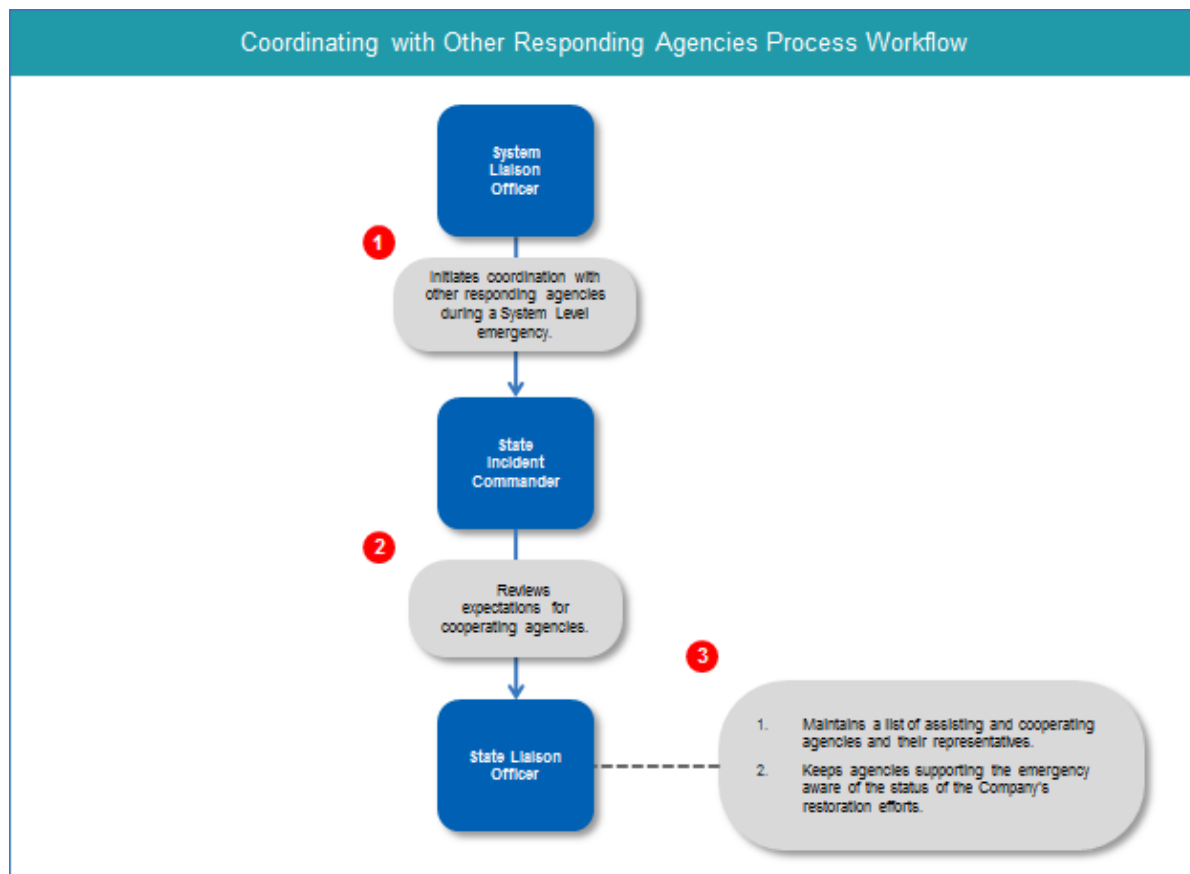 Coordinating with Other Responding Agencies Process Workflow
System
Liaison
Officer
1
Initiates coordination with
other responding agencies
during a System Level
emergency.
State
Incident
Commander
2
Reviews
expectations for
cooperating agencies.
3
State Liaison
Officer
1. Maintains a list of assisting and cooperating
agencies and their representatives.
2. Keeps agencies supporting the emergency
aware of the status of the Company's
restoration efforts.